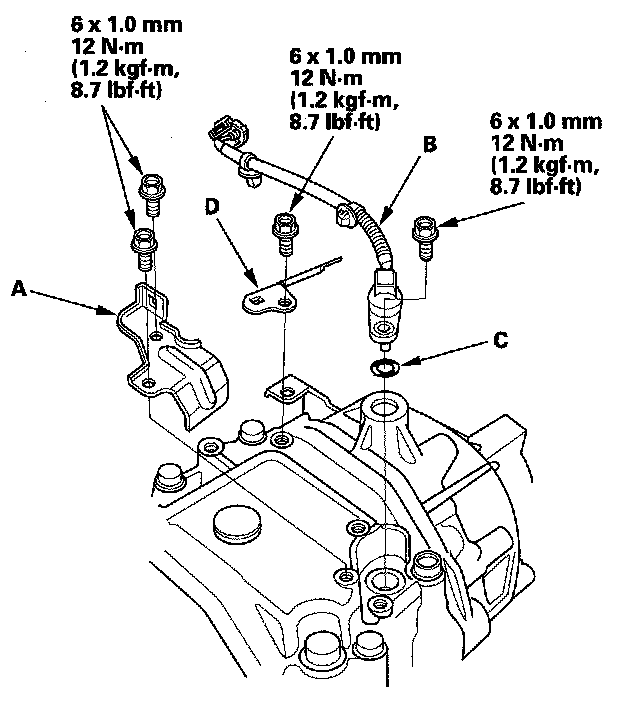 6 x 1.0 mm
12 N·m
(1.2 kgf·m,
8.7 lbf·ft)
6 x 1.0 mm
12 N·m
(1.2 kgf·m,
8.7 lbf·ft)
6 x 1.0 mm
12 N·m
(1.2 kgf·m,
8.7 lbf·ft)
B
D
A
C